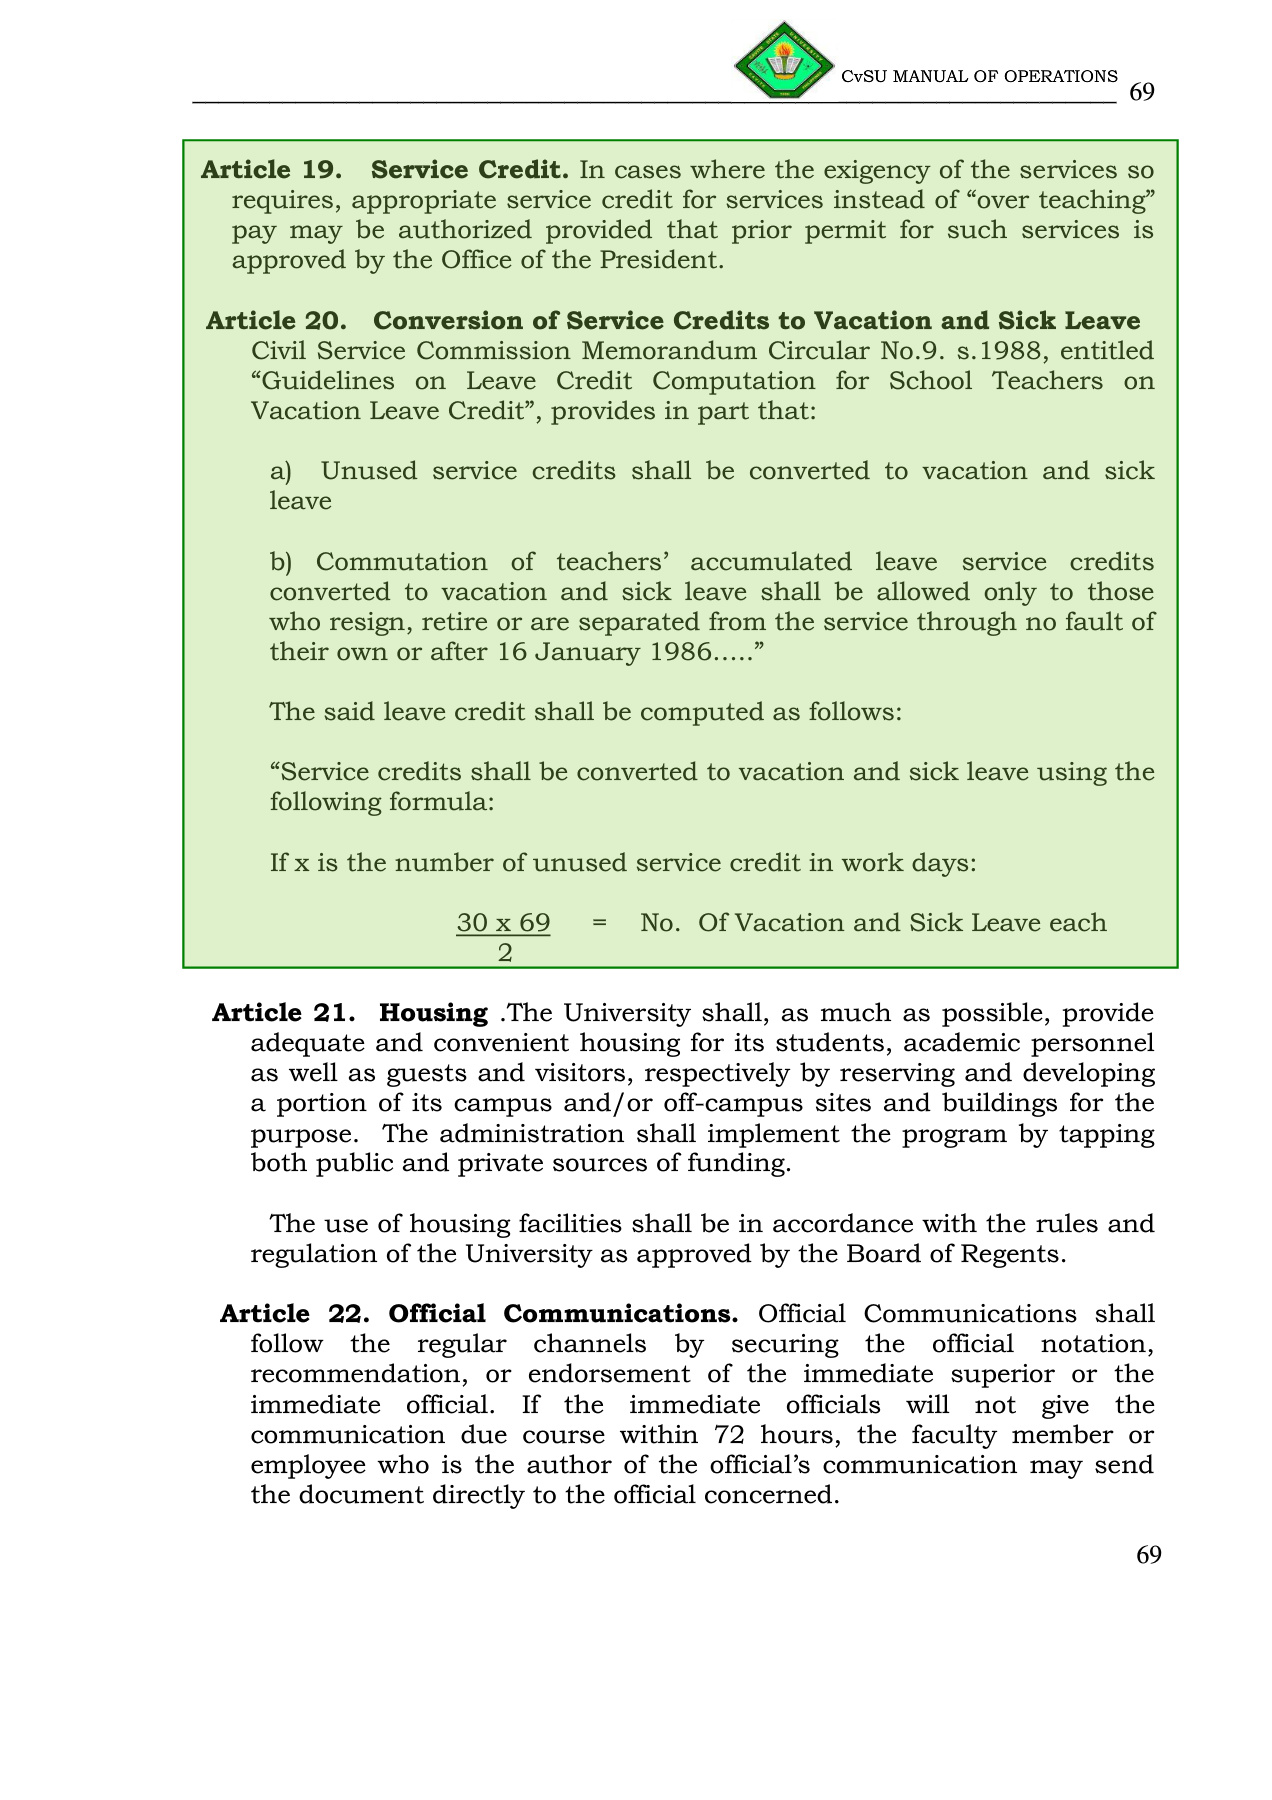 CvSU MANUAL OF OPERATIONS
69
Article 19. Service Credit. In cases where the exigency of the services so
requires, appropriate service credit for services instead of “over teaching”
pay may be authorized provided that prior permit for such services is
approved by the Office of the President.
Article 20. Conversion of Service Credits to Vacation and Sick Leave
Civil Service Commission Memorandum Circular No.9. s.1988, entitled
“Guidelines on Leave Credit Computation for School Teachers on
Vacation Leave Credit”, provides in part that:
a) Unused service credits shall be converted to vacation and sick
leave
b) Commutation of teachers’ accumulated leave service credits
converted to vacation and sick leave shall be allowed only to those
who resign, retire or are separated from the service through no fault of
their own or after 16 January 1986.....”
The said leave credit shall be computed as follows:
“Service credits shall be converted to vacation and sick leave using the
following formula:
If x is the number of unused service credit in work days:
30 x 69 = No. Of Vacation and Sick Leave each
2
Article 21. Housing .The University shall, as much as possible, provide
adequate and convenient housing for its students, academic personnel
as well as guests and visitors, respectively by reserving and developing
a portion of its campus and/or off-campus sites and buildings for the
purpose. The administration shall implement the program by tapping
both public and private sources of funding.
The use of housing facilities shall be in accordance with the rules and
regulation of the University as approved by the Board of Regents.
Article 22. Official Communications. Official Communications shall
follow the regular channels by securing the official notation,
recommendation, or endorsement of the immediate superior or the
immediate official. If the immediate officials will not give the
communication due course within 72 hours, the faculty member or
employee who is the author of the official’s communication may send
the document directly to the official concerned.
69